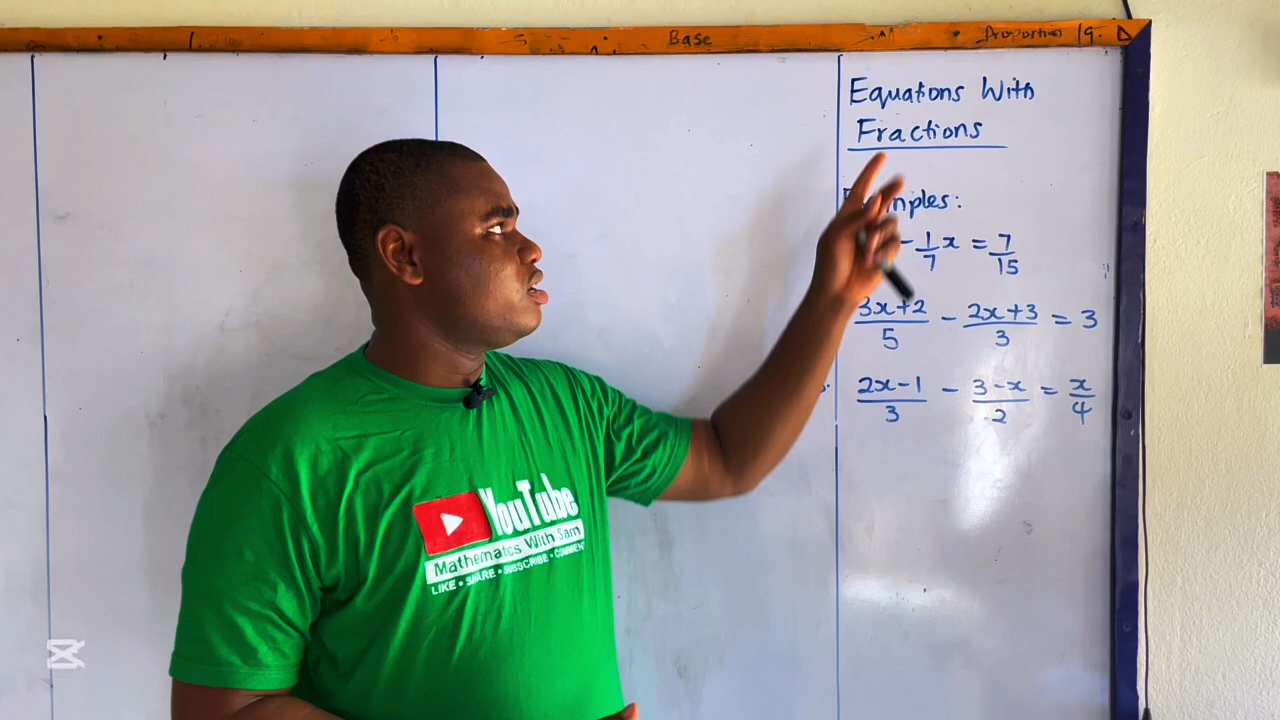 Base
Proportion
Equations With
Fractions
Examples:
- 1/7 x = 7/15
3x+2/5 - 2x+3/3 = 3
2x-1/3 - 3-x/2 = x/4
YouTube
Mathematics With Sam
LIKE • SHARE • SUBSCRIBE • COMMENT